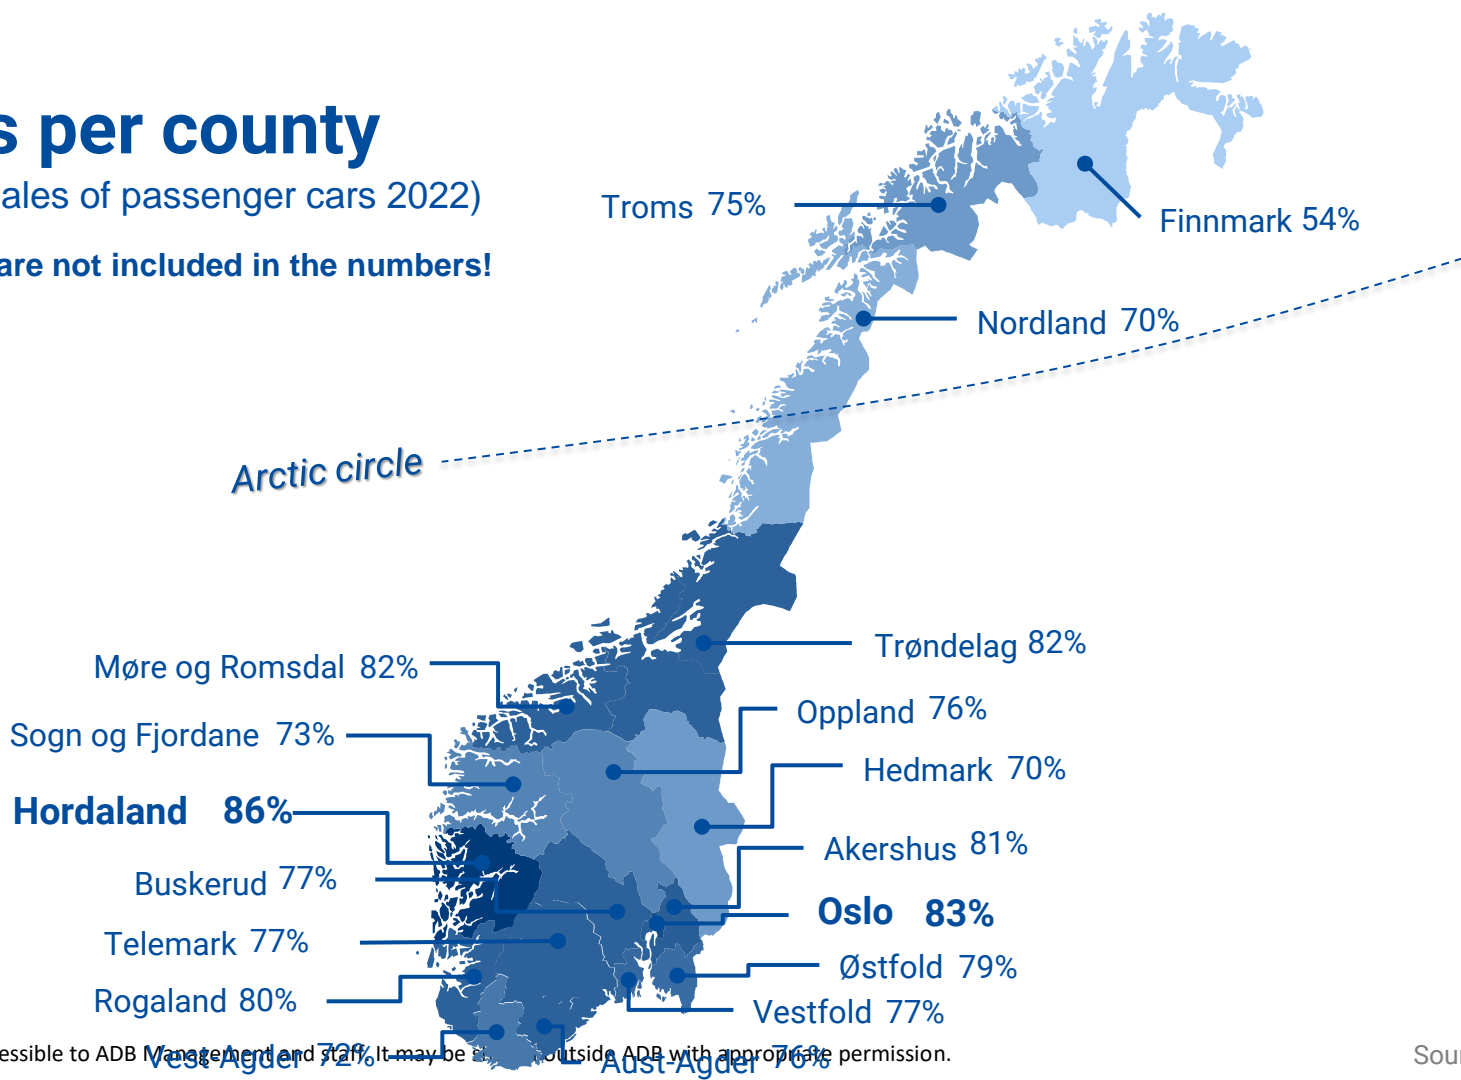 s per county
ales of passenger cars 2022)
are not included in the numbers!
Troms 75%
Finnmark 54%
Nordland 70%
Arctic circle
Trøndelag 82%
Møre og Romsdal 82%
Oppland 76%
Sogn og Fjordane 73%
Hedmark 70%
Hordaland 86%
Akershus 81%
Buskerud 77%
Oslo 83%
Telemark 77%
Østfold 79%
Rogaland 80%
Vestfold 77%
Vest-Agder 72%
Aust-Agder 76%
essible to ADB Management and staff. It may be outside ADB with appropriate permission.
Sour